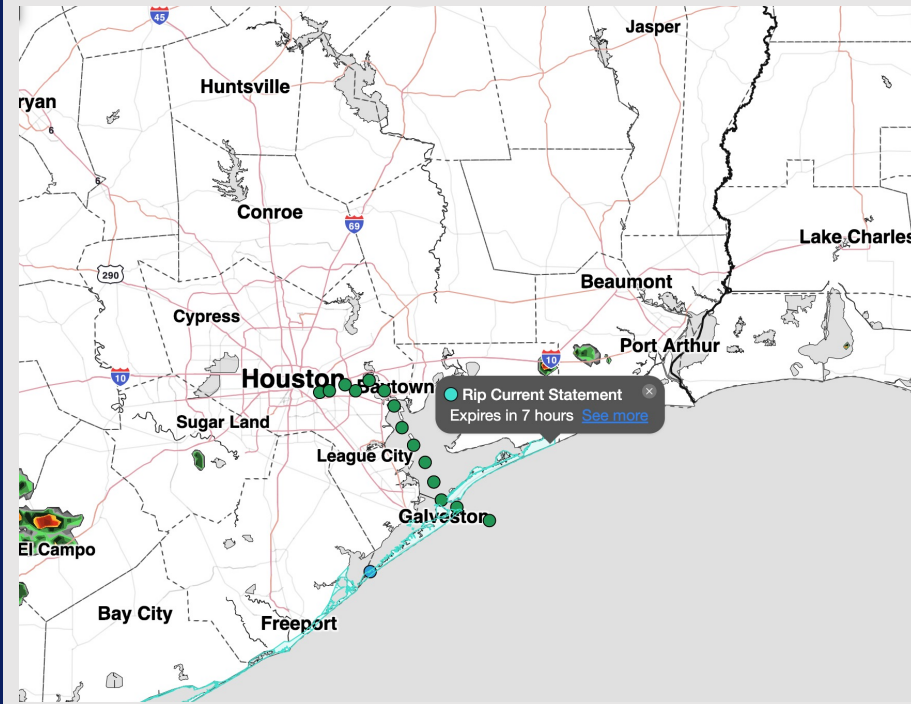 45
Jasper
Huntsville
ryan
6
6
Conroe
69
Lake Charles
290
Beaumont
Cypress
Port Arthur
10
10
Houston
Baytown
Rip Current Statement
Expires in 7 hours See more
Sugar Land
League City
Galveston
El Campo
Bay City
Freeport